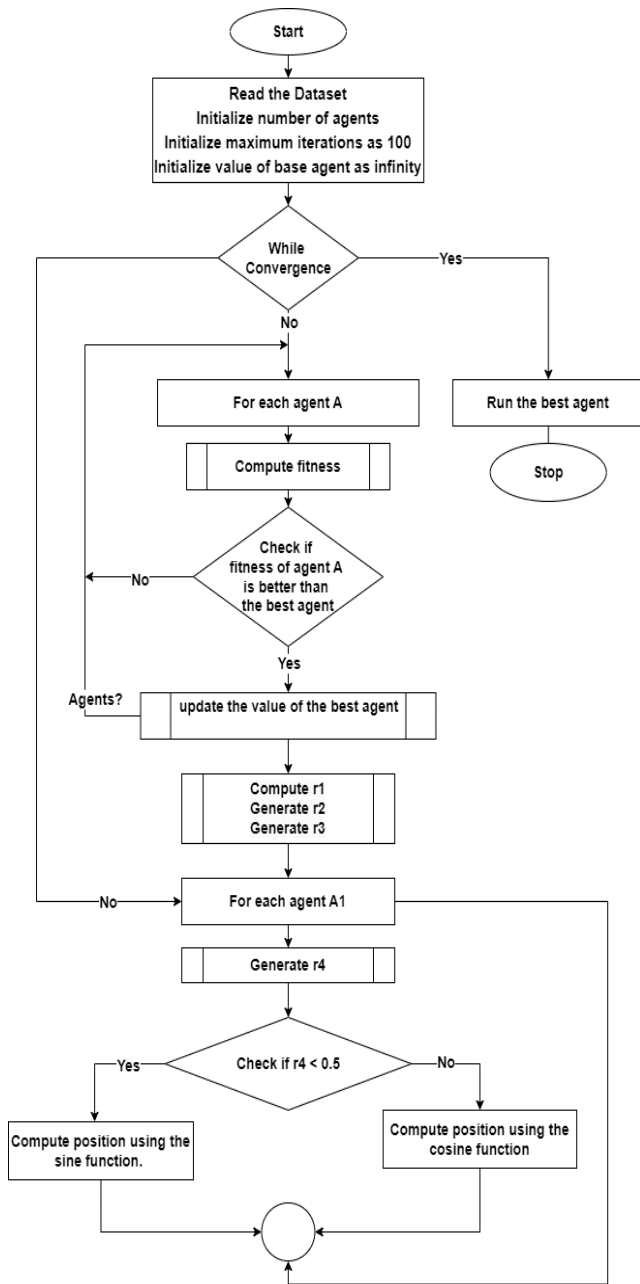 Start
Read the Dataset
Initialize number of agents
Initialize maximum iterations as 100
Initialize value of base agent as infinity
While
Convergence
Yes
No
For each agent A
Run the best agent
Compute fitness
Stop
Check if
fitness of agent A
is better than
the best agent
No
Yes
Agents?
update the value of the best agent
Compute r1
Generate r2
Generate r3
No
For each agent A1
Generate r4
Check if r4 < 0.5
Yes
No
Compute position using the
sine function.
Compute position using the
cosine function